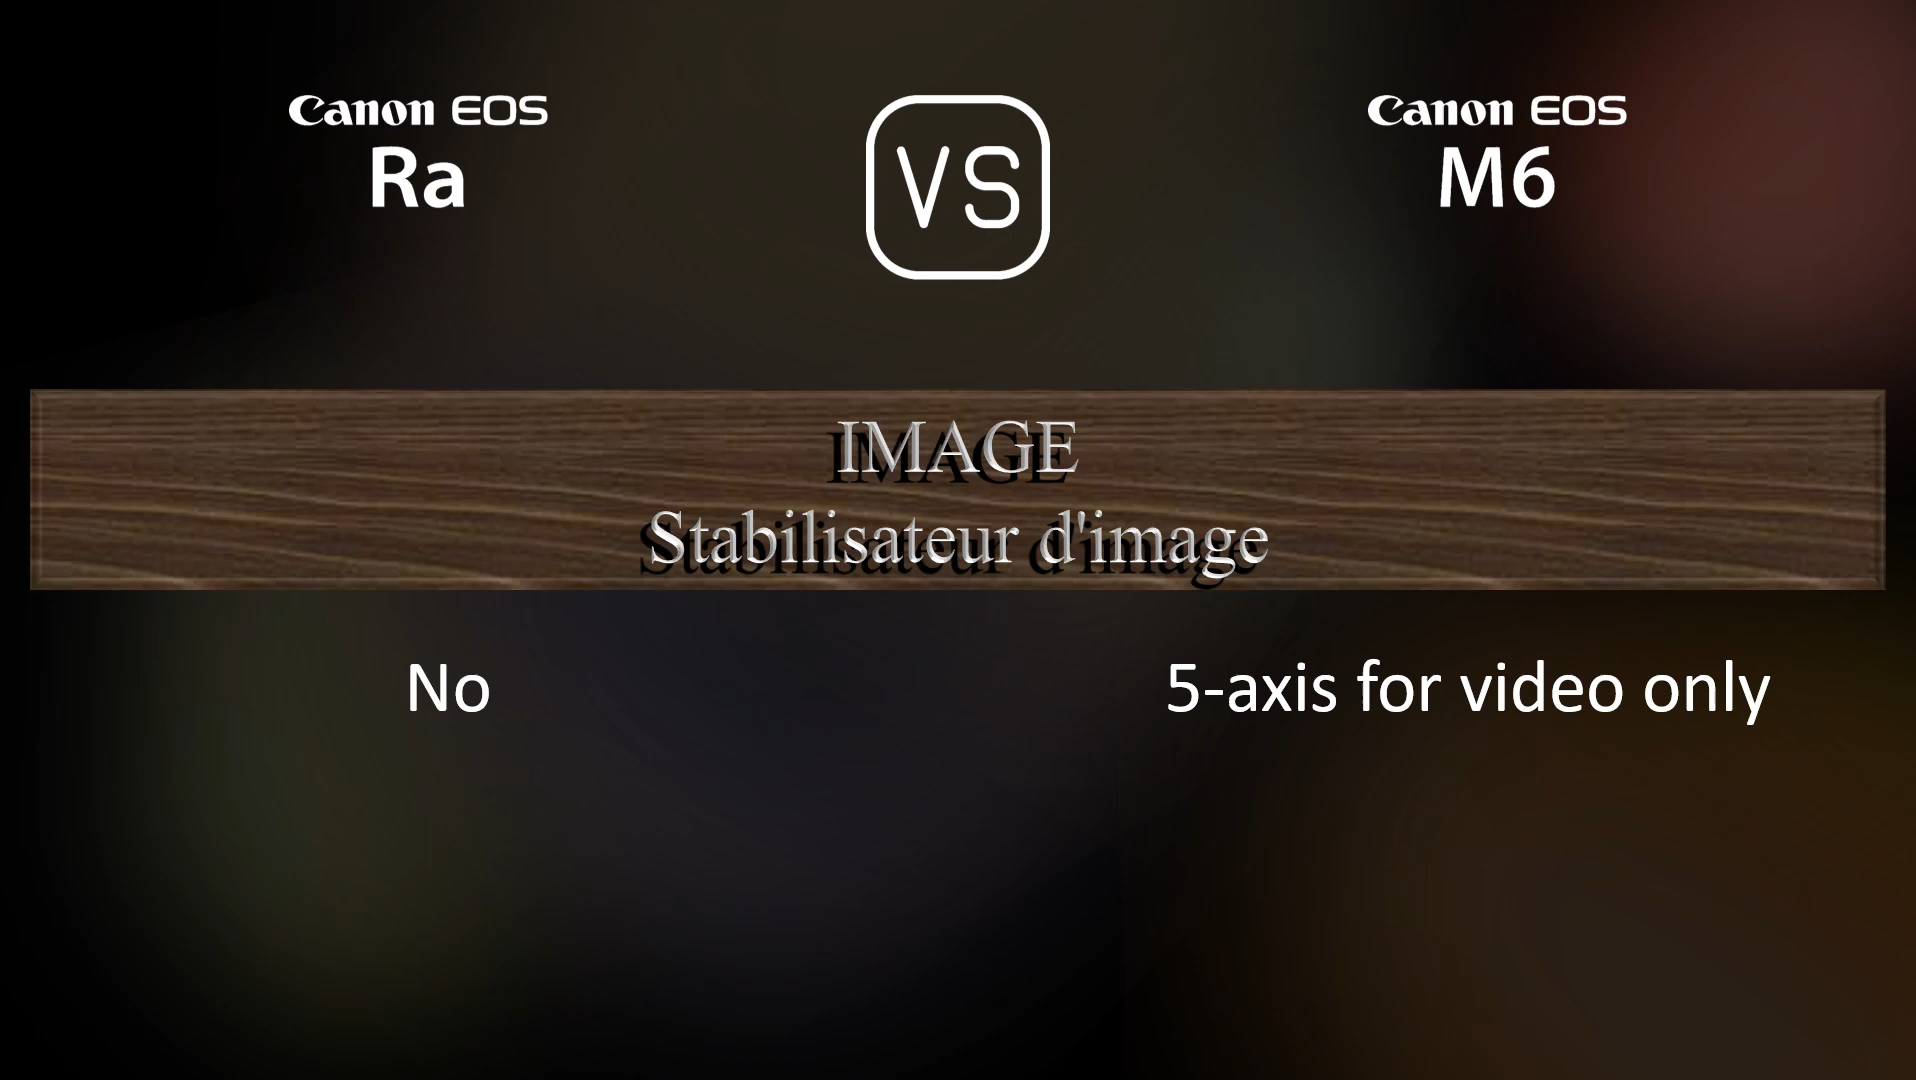 Canon EOS
Ra
VS
Canon EOS
M6
IMAGE
Stabilisateur d'image
No
5-axis for video only